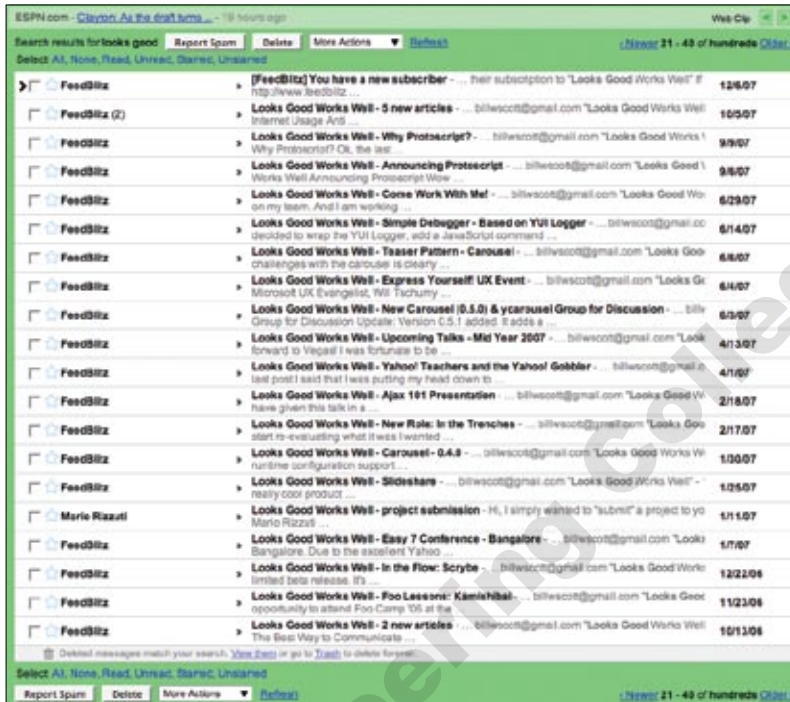 ESPN.com - Clayton: As the draft turns ... - 19 hours ago Web Clip < >
Search results for looks good Report Spam Delete More Actions ▼ Refresh ‹ Newer 21 - 40 of hundreds Older
Select: All, None, Read, Unread, Starred, Unstarred
FeedBlitz » [FeedBlitz] You have a new subscriber - ... their subscription to "Looks Good Works Well" If 12/6/07
http://www.feedblitz ...
FeedBlitz (2) » Looks Good Works Well - 5 new articles - ... billwscott@gmail.com "Looks Good Works Well 10/5/07
Internet Usage Anti ...
FeedBlitz » Looks Good Works Well - Why Protoscript? - ... billwscott@gmail.com "Looks Good Works 9/9/07
Why Protoscript? Ok, the last ...
FeedBlitz » Looks Good Works Well - Announcing Protoscript - ... billwscott@gmail.com "Looks Good 9/8/07
Works Well Announcing Protoscript Wow ...
FeedBlitz » Looks Good Works Well - Come Work With Me! - ... billwscott@gmail.com "Looks Good Wo 6/29/07
on my team. And I am working ...
FeedBlitz » Looks Good Works Well - Simple Debugger - Based on YUI Logger - ... billwscott@gmail.co 6/14/07
decided to wrap the YUI Logger, add a JavaScript command ...
FeedBlitz » Looks Good Works Well - Teaser Pattern - Carousel - ... billwscott@gmail.com "Looks Goo 6/8/07
challenges with the carousel is clearly ...
FeedBlitz » Looks Good Works Well - Express Yourself! UX Event - ... billwscott@gmail.com "Looks G 6/4/07
Microsoft UX Evangelist, Will Tschumy ...
FeedBlitz » Looks Good Works Well - New Carousel (0.5.0) & ycarousel Group for Discussion - ... bill 6/3/07
Group for Discussion Update: Version 0.5.1 added. It adds a ...
FeedBlitz » Looks Good Works Well - Upcoming Talks - Mid Year 2007 - ... billwscott@gmail.com "Look 4/13/07
forward to Vegas! I was fortunate to be ...
FeedBlitz » Looks Good Works Well - Yahoo! Teachers and the Yahoo! Gobbler - ... billwscott@gmail.c 4/1/07
last post I said that I was putting my head down to ...
FeedBlitz » Looks Good Works Well - Ajax 101 Presentation - ... billwscott@gmail.com "Looks Good W 2/18/07
have given this talk in a ...
FeedBlitz » Looks Good Works Well - New Role: In the Trenches - ... billwscott@gmail.com "Looks Goo 2/17/07
start re-evaluating what it was I wanted ...
FeedBlitz » Looks Good Works Well - Carousel - 0.4.0 - ... billwscott@gmail.com "Looks Good Works W 1/30/07
runtime configuration support ...
FeedBlitz » Looks Good Works Well - Slideshare - ... billwscott@gmail.com "Looks Good Works Well" - 1/25/07
really cool product ...
Mario Rizzuti » Looks Good Works Well - project submission - Hi, I simply wanted to "submit" a project to yo 1/11/07
Mario Rizzuti ...
FeedBlitz » Looks Good Works Well - Easy 7 Conference - Bangalore - ... billwscott@gmail.com "Looks 1/7/07
Bangalore. Due to the excellent Yahoo ...
FeedBlitz » Looks Good Works Well - In the Flow: Scrybe - ... billwscott@gmail.com "Looks Good Works 12/22/06
limited beta release. It's ...
FeedBlitz » Looks Good Works Well - Foo Lessons: Kamishibai - ... billwscott@gmail.com "Looks Good 11/23/06
opportunity to attend Foo Camp '06 at the
FeedBlitz » Looks Good Works Well - 2 new articles - ... billwscott@gmail.com "Looks Good Works Well 10/13/06
The Best Way to Communicate ...
Deleted messages match your search. View them or go to Trash to delete forever.
Select: All, None, Read, Unread, Starred, Unstarred
Report Spam Delete More Actions ▼ Refresh ‹ Newer 21 - 40 of hundreds Older